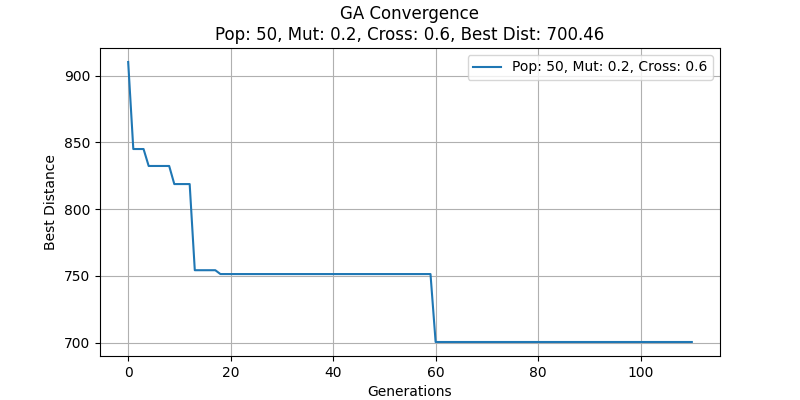 GA Convergence
Pop: 50, Mut: 0.2, Cross: 0.6, Best Dist: 700.46
Pop: 50, Mut: 0.2, Cross: 0.6
Best Distance
900
850
800
750
700
0 20 40 60 80 100
Generations